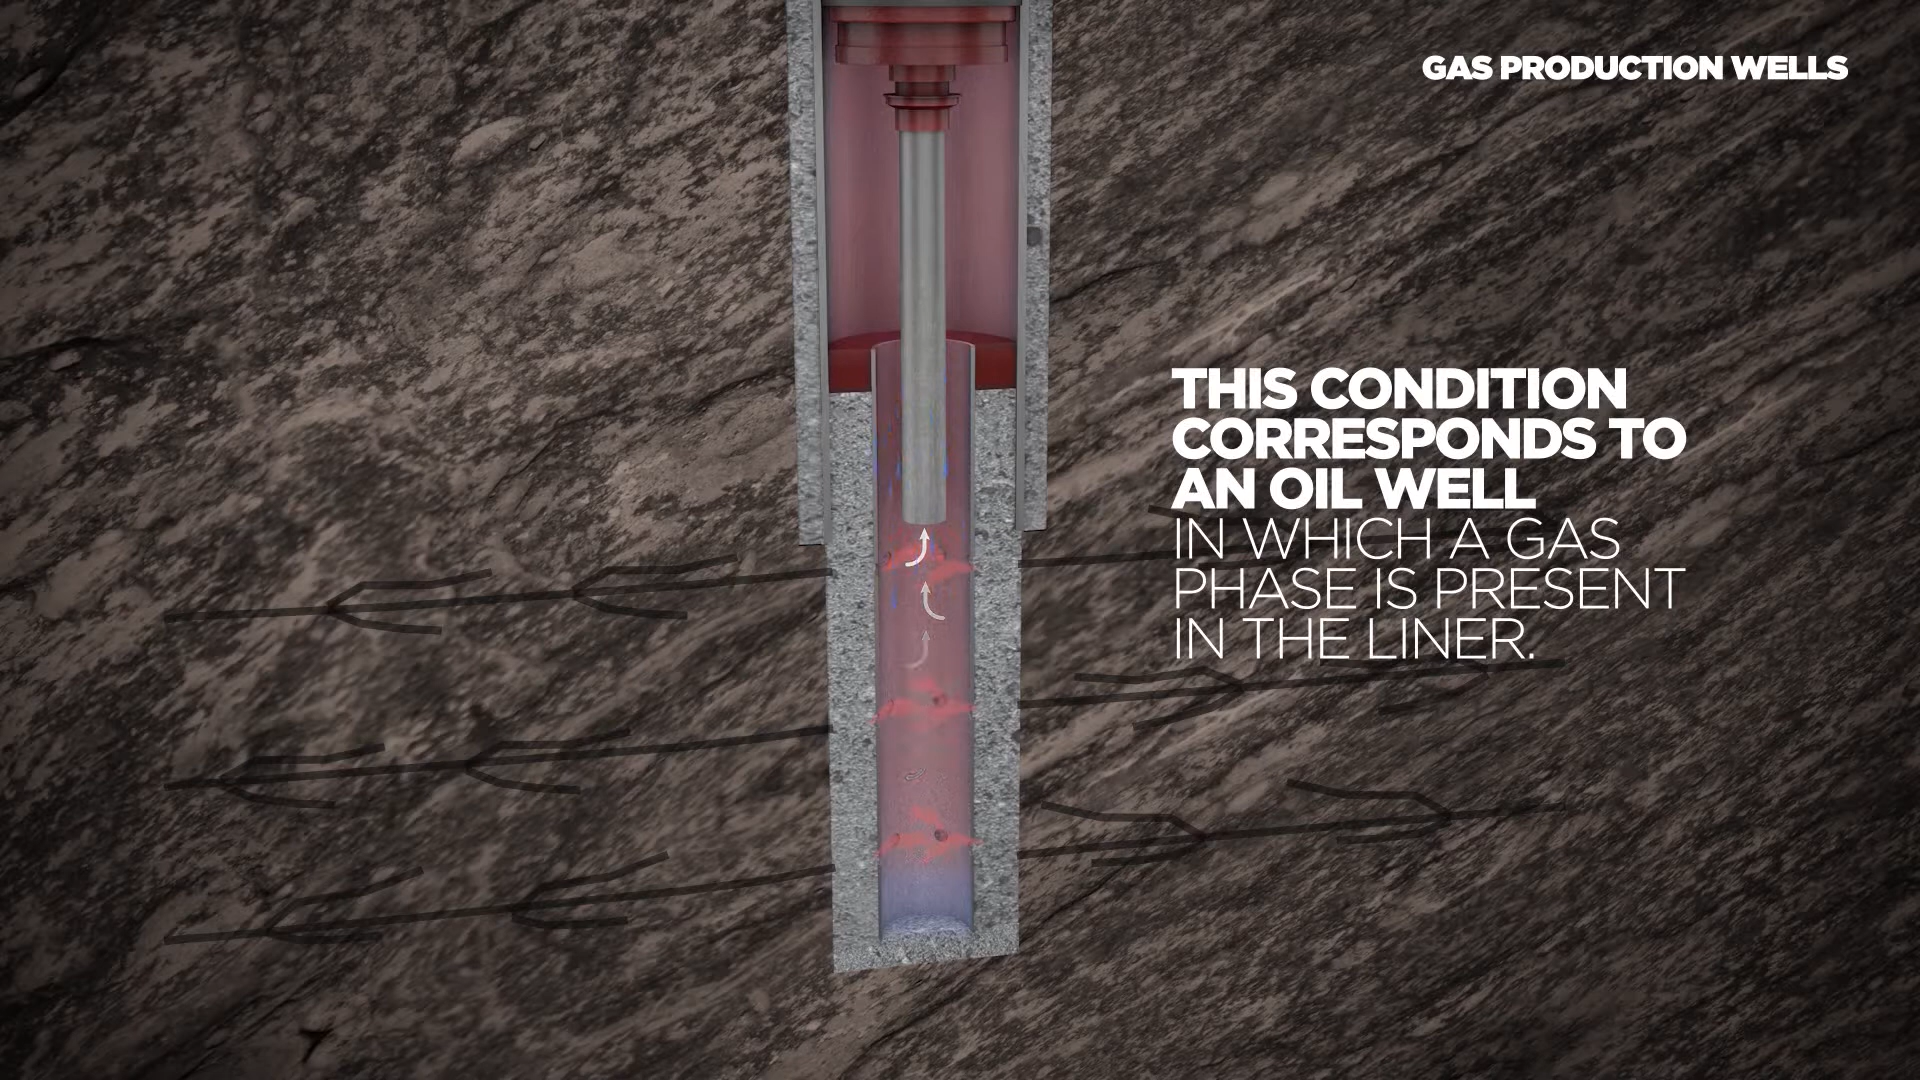 GAS PRODUCTION WELLS
THIS CONDITION
CORRESPONDS TO
AN OIL WELL
IN WHICH A GAS
PHASE IS PRESENT
IN THE LINER.